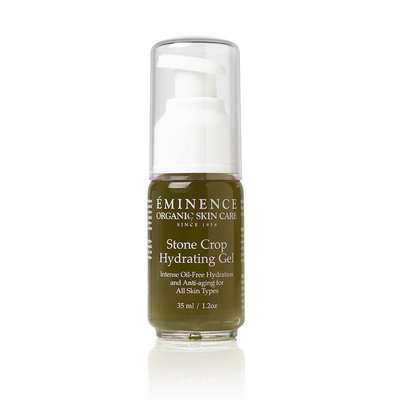 ÉMINENCE
ORGANIC SKIN CARE
SINCE 1958
Stone Crop
Hydrating Gel
Intense Oil-Free Hydration
and Anti-aging for
All Skin Types
35 ml / 1.2oz